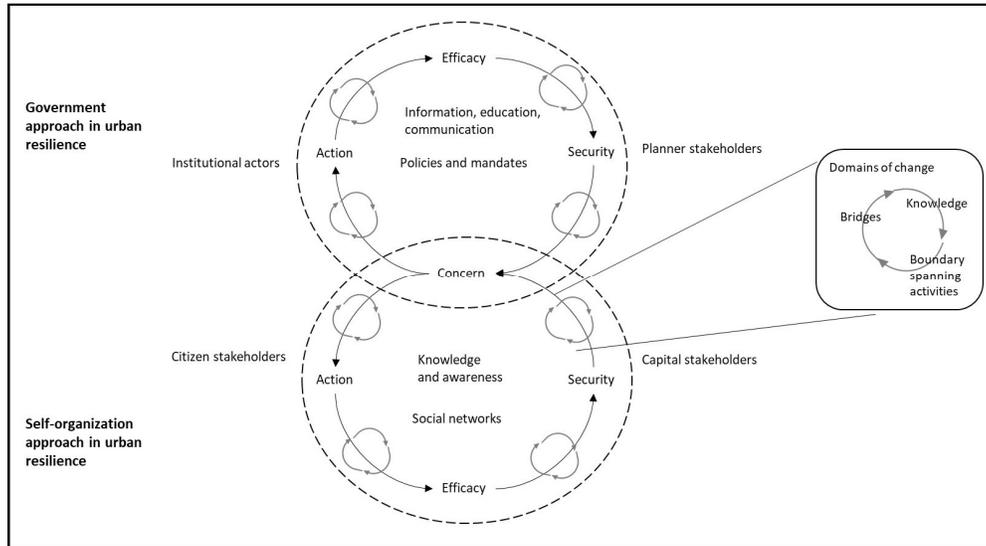 Efficacy
Government
approach in urban
resilience
Information, education,
communication
Institutional actors
Action
Policies and mandates
Security
Planner stakeholders
Domains of change
Knowledge
Bridges
Boundary
spanning
activities
Concern
Citizen stakeholders
Knowledge
and awareness
Capital stakeholders
Action
Security
Social networks
Self-organization
approach in urban
resilience
Efficacy